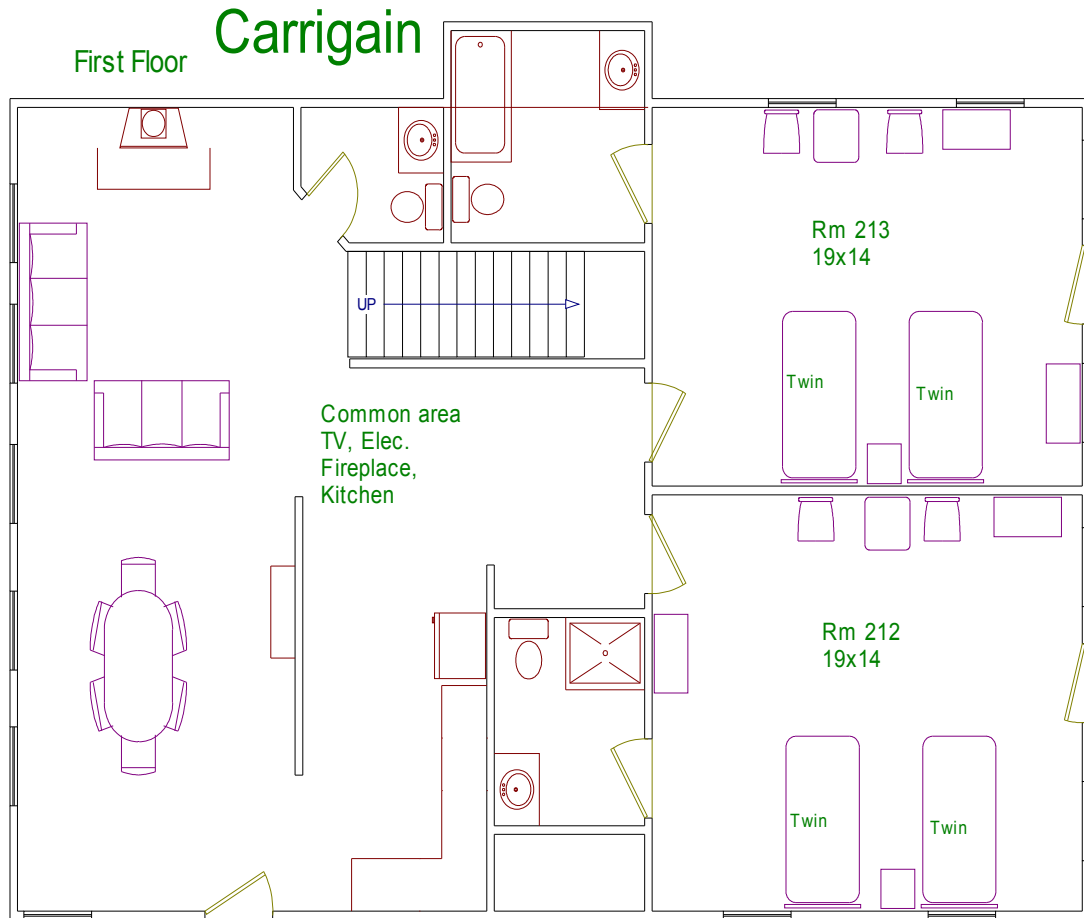 Carrigain
First Floor
Rm 213
19x14
UP
Twin
Twin
Common area
TV, Elec.
Fireplace,
Kitchen
Rm 212
19x14
Twin
Twin